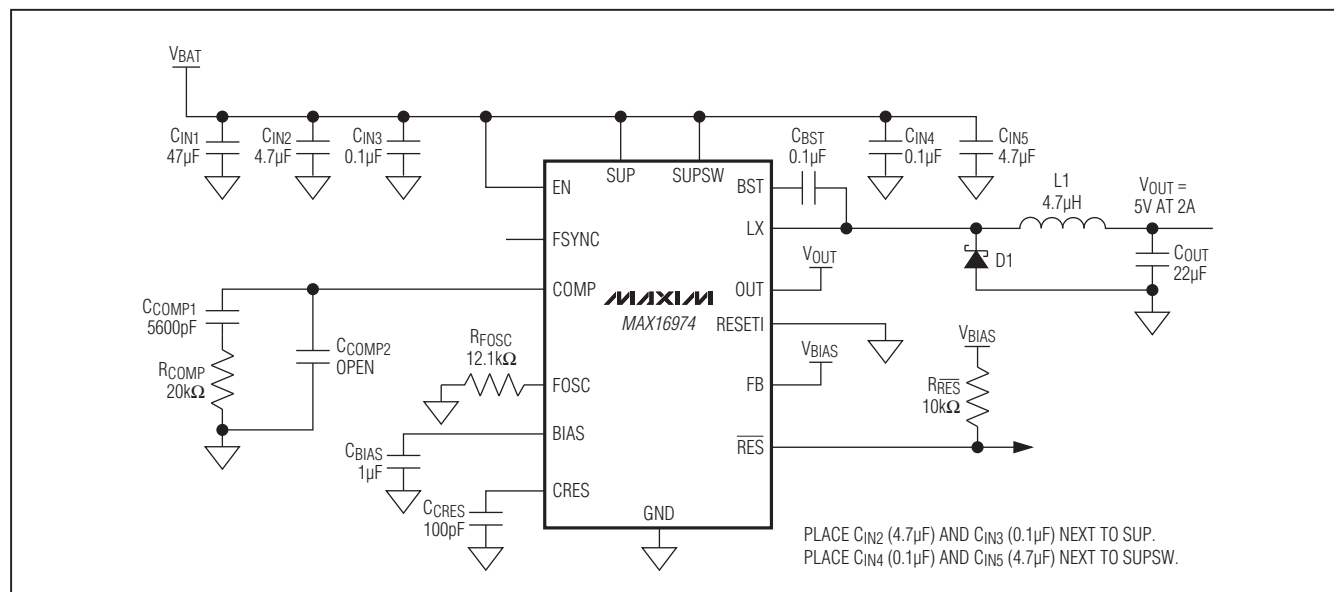 VBAT
CIN1
47µF
CIN2
4.7µF
CIN3
0.1µF
CBST
0.1µF
CIN4
0.1µF
CIN5
4.7µF
L1
4.7µH
VOUT =
5V AT 2A
COUT
22µF
D1
EN
SUP
SUPSW
BST
LX
FSYNC
VOUT
OUT
COMP
MAXIM
MAX16974
RESETI
CCOMP1
5600pF
CCOMP2
OPEN
RCOMP
20kΩ
RFOSC
12.1kΩ
FOSC
VBIAS
FB
VBIAS
RRES
10kΩ
BIAS
RES
CBIAS
1µF
CRES
CCRES
100pF
GND
PLACE CIN2 (4.7µF) AND CIN3 (0.1µF) NEXT TO SUP.
PLACE CIN4 (0.1µF) AND CIN5 (4.7µF) NEXT TO SUPSW.